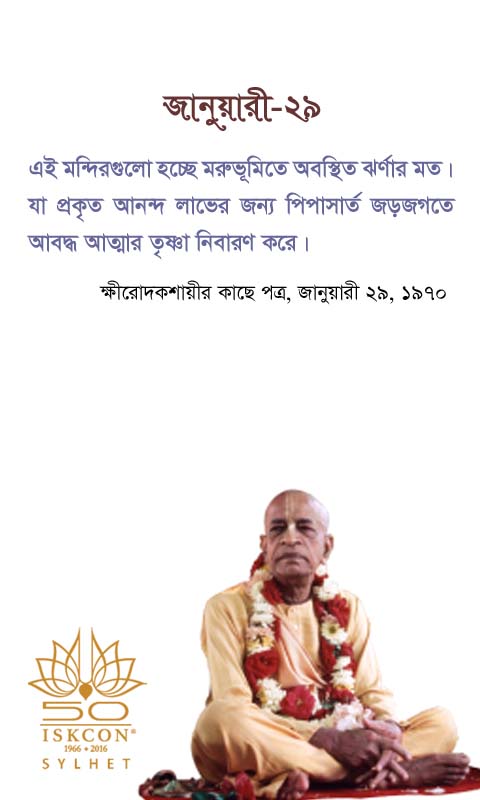 জানুয়ারী-২৯
এই মন্দিরগুলো হচ্ছে মরুভূমিতে অবস্থিত ঝর্ণার মত।
যা প্রকৃত আনন্দ লাভের জন্য পিপাসার্ত জড়জগতে
আবদ্ধ আত্মার তৃষ্ণা নিবারণ করে।
ক্ষীরোদকশায়ীর কাছে পত্র, জানুয়ারী ২৯, ১৯৭০
50
ISKCON®
1966 • 2016
SYLHET